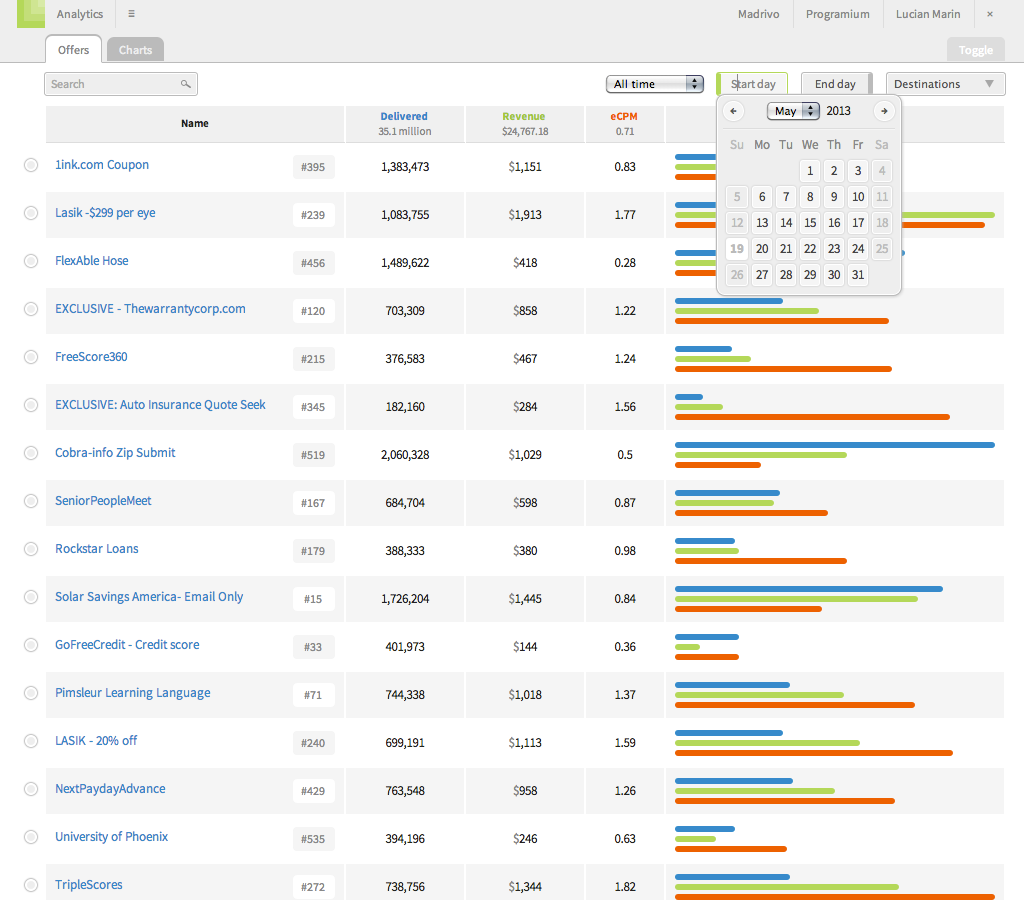 Analytics ≡ Madrivo Programium Lucian Marin ×
Offers Charts Toggle
Search All time Start day End day Destinations
← May 2013 →
Su Mo Tu We Th Fr Sa
1 2 3 4
5 6 7 8 9 10 11
12 13 14 15 16 17 18
19 20 21 22 23 24 25
26 27 28 29 30 31
Name Delivered Revenue eCPM
35.1 million $24,767.18 0.71
1ink.com Coupon #395 1,383,473 $1,151 0.83
Lasik -$299 per eye #239 1,083,755 $1,913 1.77
FlexAble Hose #456 1,489,622 $418 0.28
EXCLUSIVE - Thewarrantycorp.com #120 703,309 $858 1.22
FreeScore360 #215 376,583 $467 1.24
EXCLUSIVE: Auto Insurance Quote Seek #345 182,160 $284 1.56
Cobra-info Zip Submit #519 2,060,328 $1,029 0.5
SeniorPeopleMeet #167 684,704 $598 0.87
Rockstar Loans #179 388,333 $380 0.98
Solar Savings America- Email Only #15 1,726,204 $1,445 0.84
GoFreeCredit - Credit score #33 401,973 $144 0.36
Pimsleur Learning Language #71 744,338 $1,018 1.37
LASIK - 20% off #240 699,191 $1,113 1.59
NextPaydayAdvance #429 763,548 $958 1.26
University of Phoenix #535 394,196 $246 0.63
TripleScores #272 738,756 $1,344 1.82